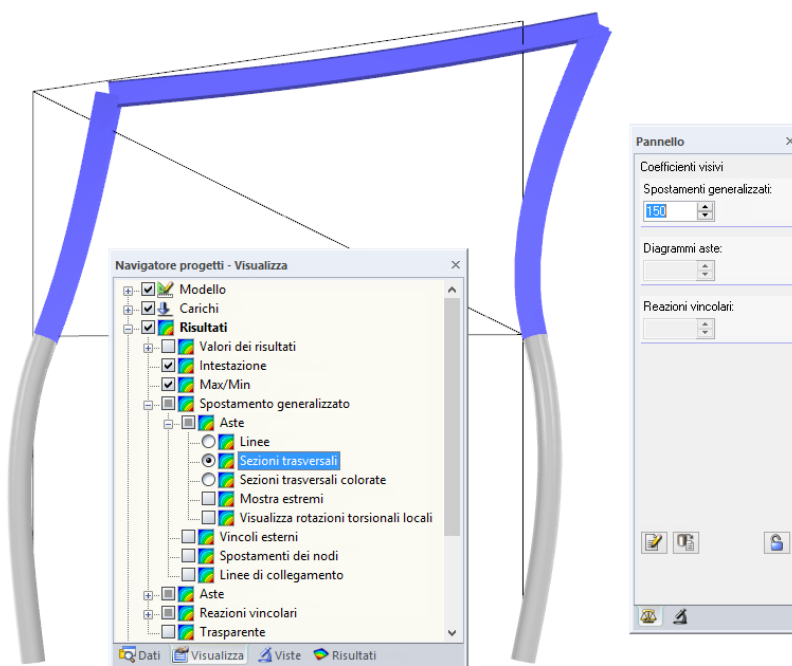 Pannello
Coefficienti visivi
Spostamenti generalizzati:
150
Diagrammi aste:
Reazioni vincolari:
Navigatore progetti - Visualizza
Modello
Carichi
Risultati
Valori dei risultati
Intestazione
Max/Min
Spostamento generalizzato
Aste
Linee
Sezioni trasversali
Sezioni trasversali colorate
Mostra estremi
Visualizza rotazioni torsionali locali
Vincoli esterni
Spostamenti dei nodi
Linee di collegamento
Aste
Reazioni vincolari
Trasparente
Dati Visualizza Viste Risultati